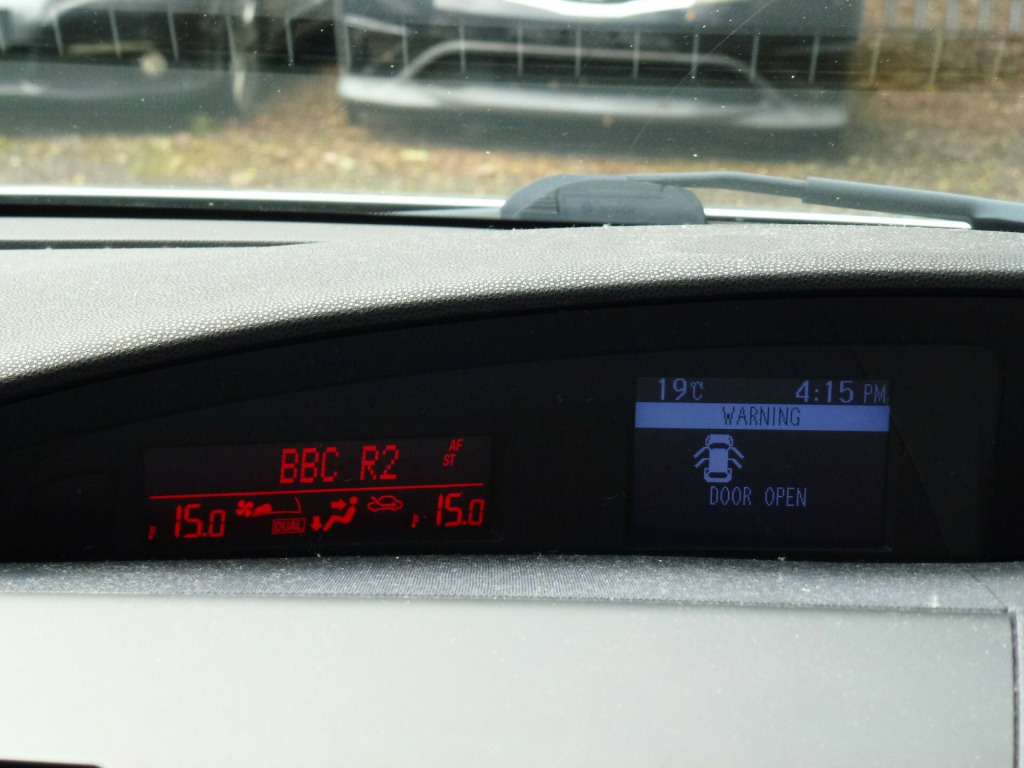 BBC R2
AF
ST
15.0
DUAL
15.0
19°C
4:15 PM
WARNING
DOOR OPEN